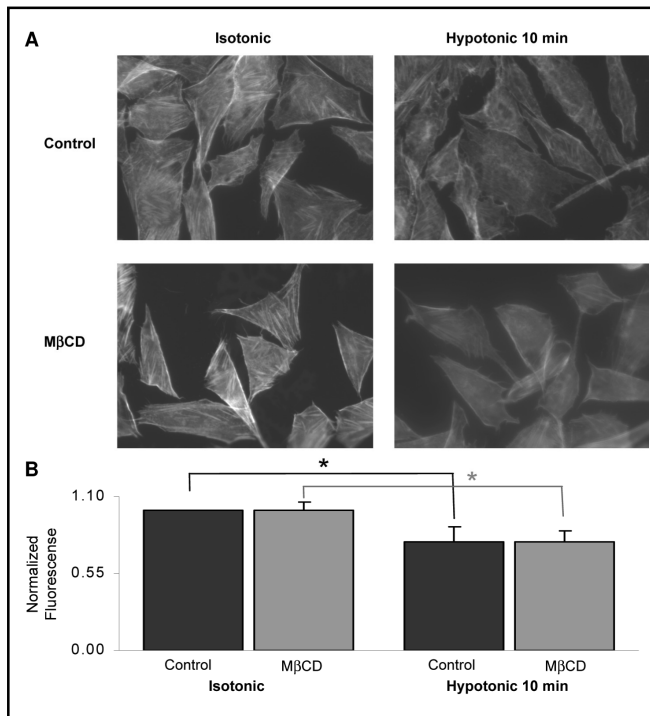 A
Isotonic
Hypotonic 10 min
Control
MβCD
B
*
*
Normalized
Fluorescense
1.10
0.55
0.00
Control
MβCD
Control
MβCD
Isotonic
Hypotonic 10 min